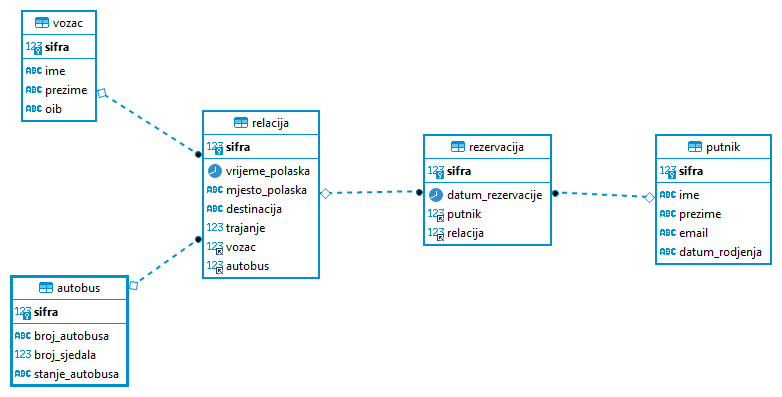 vozac
123 sifra
ABC ime
ABC prezime
ABC oib
relacija
123 sifra
vrijeme_polaska
ABC mjesto_polaska
ABC destinacija
123 trajanje
123 vozac
123 autobus
rezervacija
123 sifra
datum_rezervacije
123 putnik
123 relacija
putnik
123 sifra
ABC ime
ABC prezime
ABC email
ABC datum_rodjenja
autobus
123 sifra
ABC broj_autobusa
123 broj_sjedala
ABC stanje_autobusa